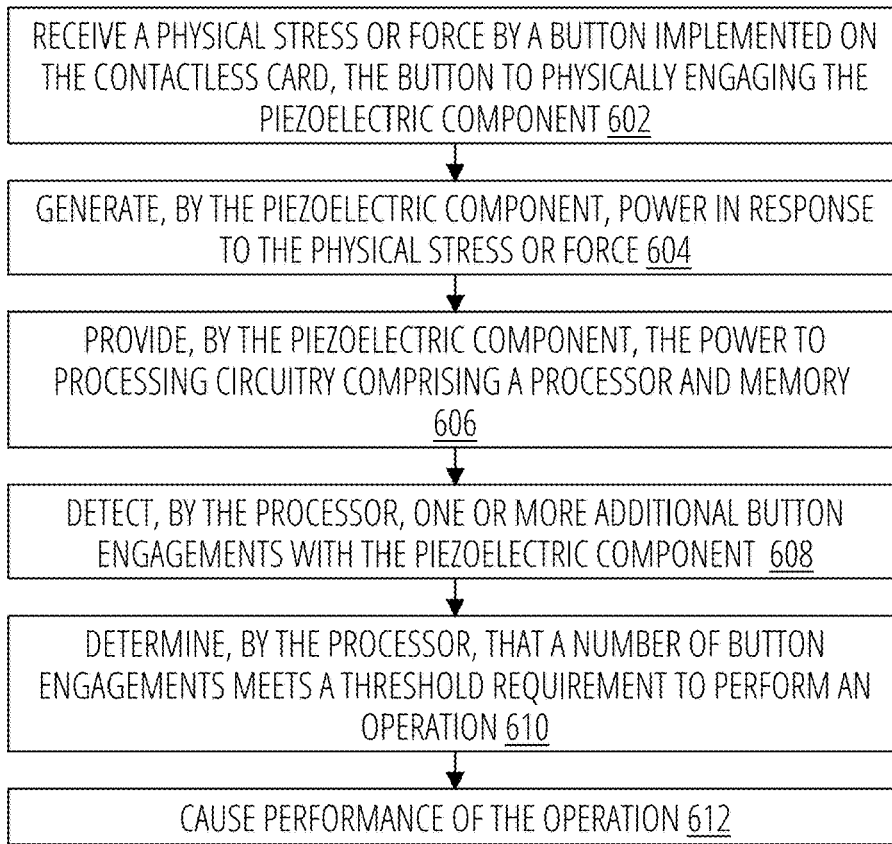 RECEIVE A PHYSICAL STRESS OR FORCE BY A BUTTON IMPLEMENTED ON
THE CONTACTLESS CARD, THE BUTTON TO PHYSICALLY ENGAGING THE
PIEZOELECTRIC COMPONENT 602
GENERATE, BY THE PIEZOELECTRIC COMPONENT, POWER IN RESPONSE
TO THE PHYSICAL STRESS OR FORCE 604
PROVIDE, BY THE PIEZOELECTRIC COMPONENT, THE POWER TO
PROCESSING CIRCUITRY COMPRISING A PROCESSOR AND MEMORY
606
DETECT, BY THE PROCESSOR, ONE OR MORE ADDITIONAL BUTTON
ENGAGEMENTS WITH THE PIEZOELECTRIC COMPONENT 608
DETERMINE, BY THE PROCESSOR, THAT A NUMBER OF BUTTON
ENGAGEMENTS MEETS A THRESHOLD REQUIREMENT TO PERFORM AN
OPERATION 610
CAUSE PERFORMANCE OF THE OPERATION 612